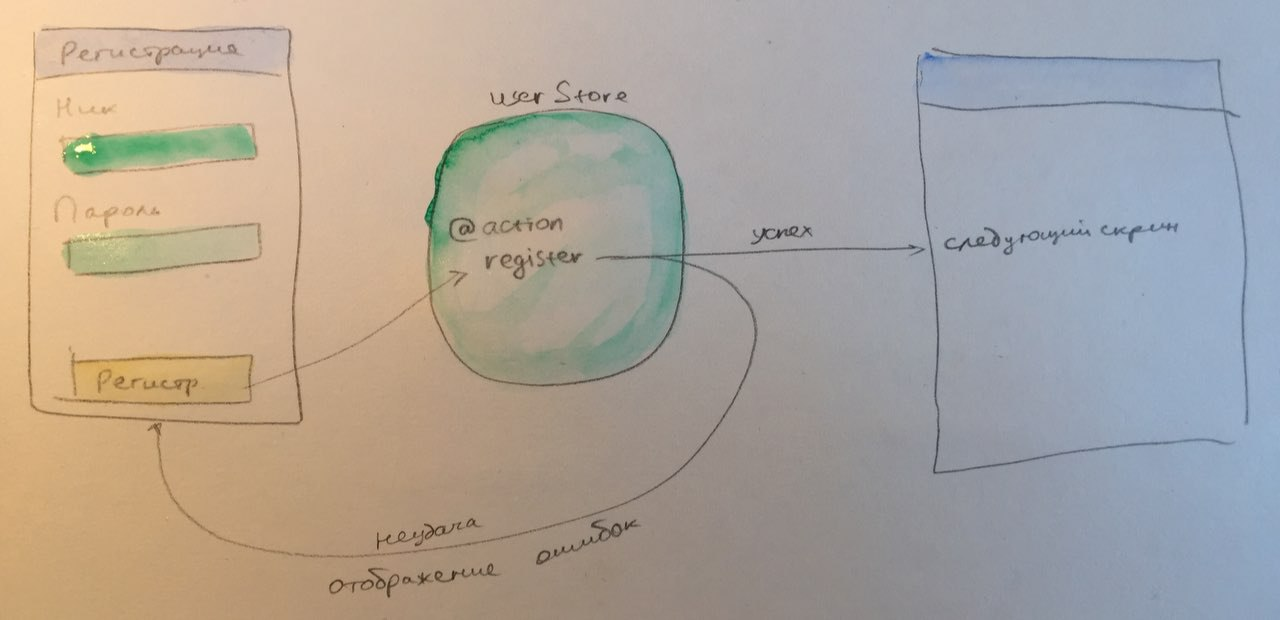 Регистрация
Ник
Пароль
Регистр.
user Store
@action
register
успех
следующий скрин
неудача
отображение ошибок